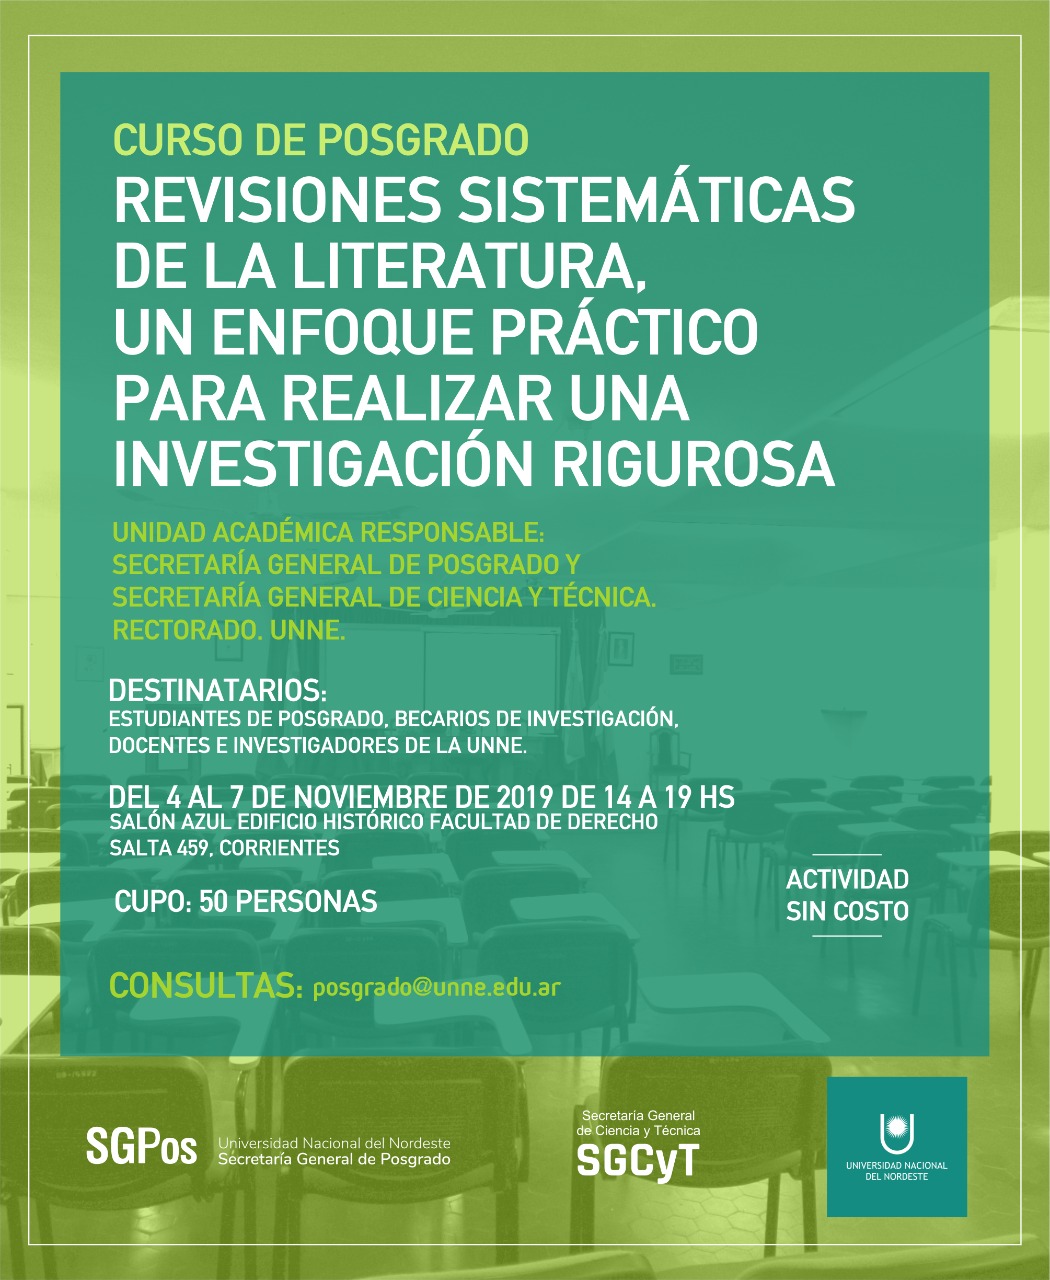 CURSO DE POSGRADO
REVISIONES SISTEMÁTICAS
DE LA LITERATURA,
UN ENFOQUE PRÁCTICO
PARA REALIZAR UNA
INVESTIGACIÓN RIGUROSA
UNIDAD ACADÉMICA RESPONSABLE:
SECRETARÍA GENERAL DE POSGRADO Y
SECRETARÍA GENERAL DE CIENCIA Y TÉCNICA.
RECTORADO. UNNE.
DESTINATARIOS:
ESTUDIANTES DE POSGRADO, BECARIOS DE INVESTIGACIÓN,
DOCENTES E INVESTIGADORES DE LA UNNE.
DEL 4 AL 7 DE NOVIEMBRE DE 2019 DE 14 A 19 HS
SALÓN AZUL EDIFICIO HISTÓRICO FACULTAD DE DERECHO
SALTA 459, CORRIENTES
CUPO: 50 PERSONAS
ACTIVIDAD
SIN COSTO
CONSULTAS: posgrado@unne.edu.ar
SGPos
Universidad Nacional del Nordeste
Secretaría General de Posgrado
Secretaría General
de Ciencia y Técnica
SGCyT
UNIVERSIDAD NACIONAL
DEL NORDESTE